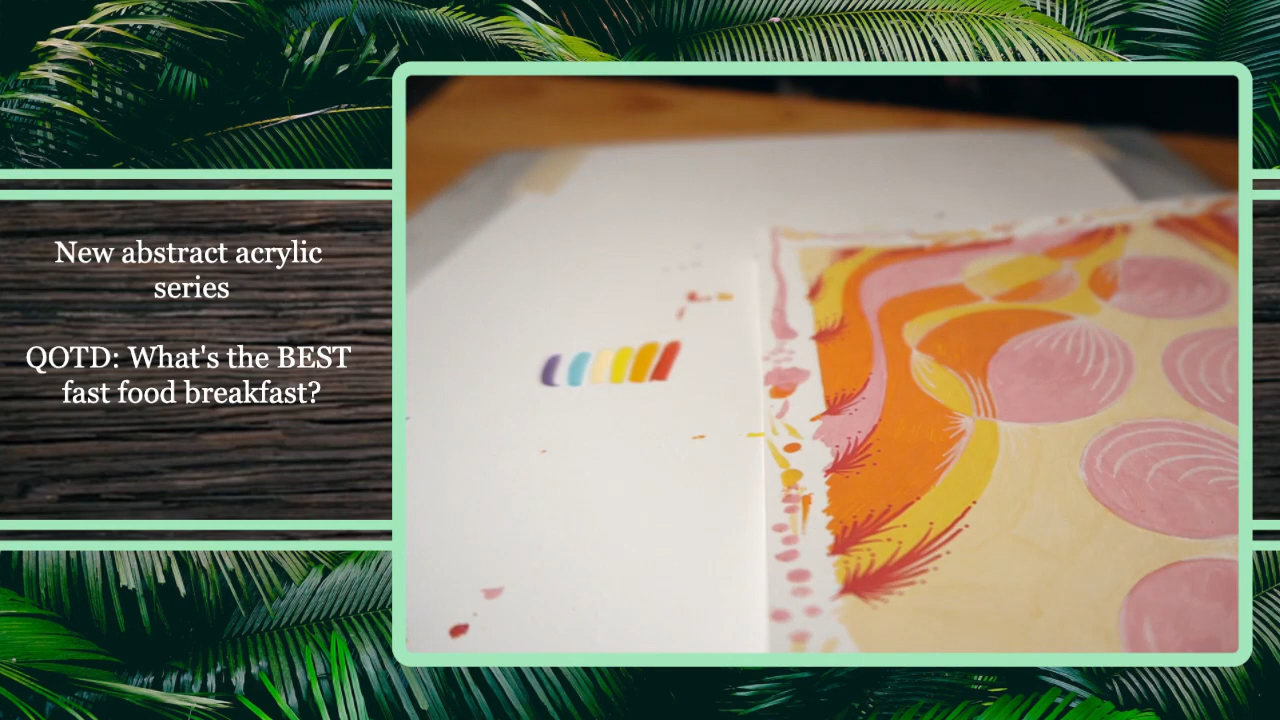 New abstract acrylic
series
QOTD: What's the BEST
fast food breakfast?